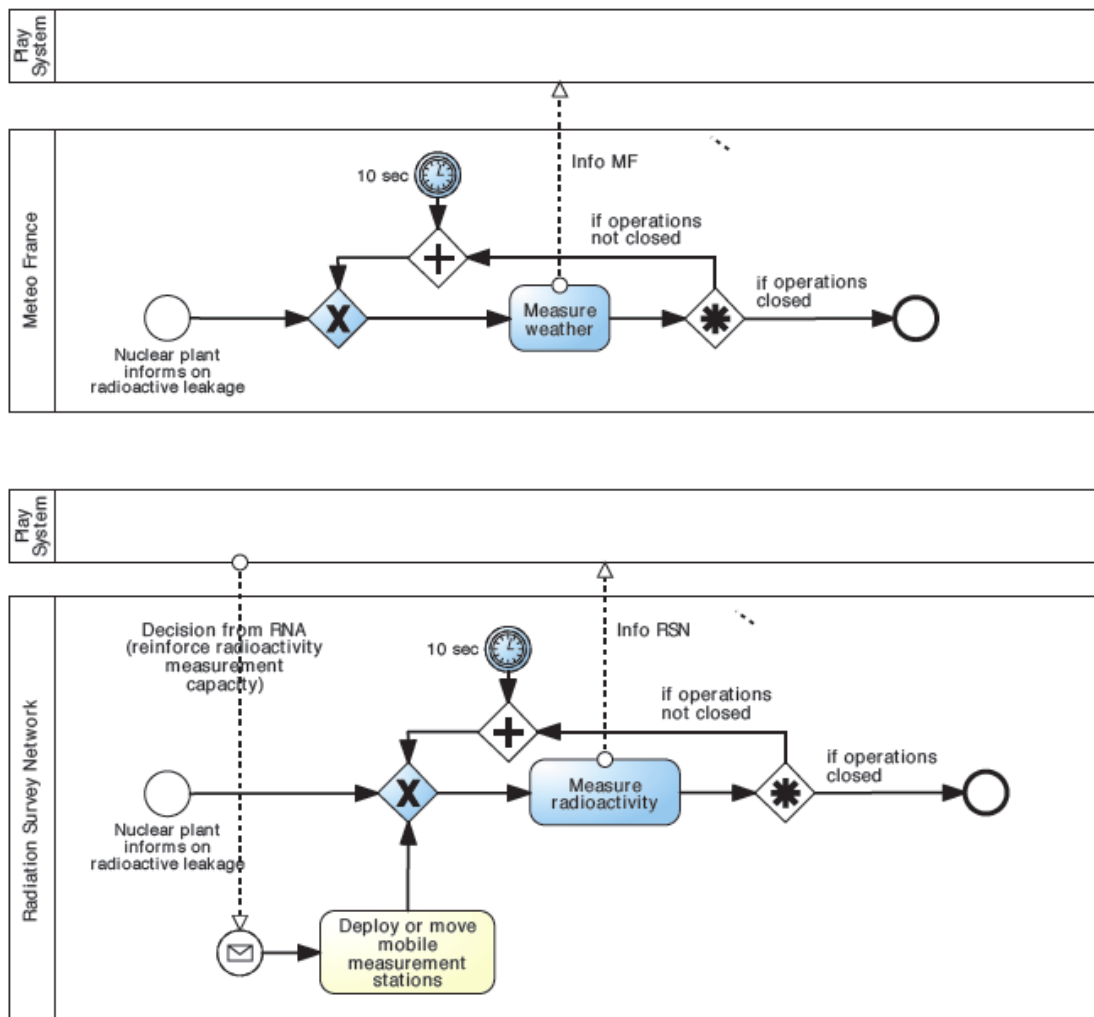 Play
System
Meteo France
Info MF
10 sec
if operations
not closed
if operations
closed
Measure
weather
Nuclear plant
informs on
radioactive leakage
Play
System
Radiation Survey Network
Decision from RNA
(reinforce radioactivity
measurement
capacity)
Info RSN
10 sec
if operations
not closed
if operations
closed
Measure
radioactivity
Nuclear plant
informs on
radioactive leakage
Deploy or move
mobile
measurement
stations